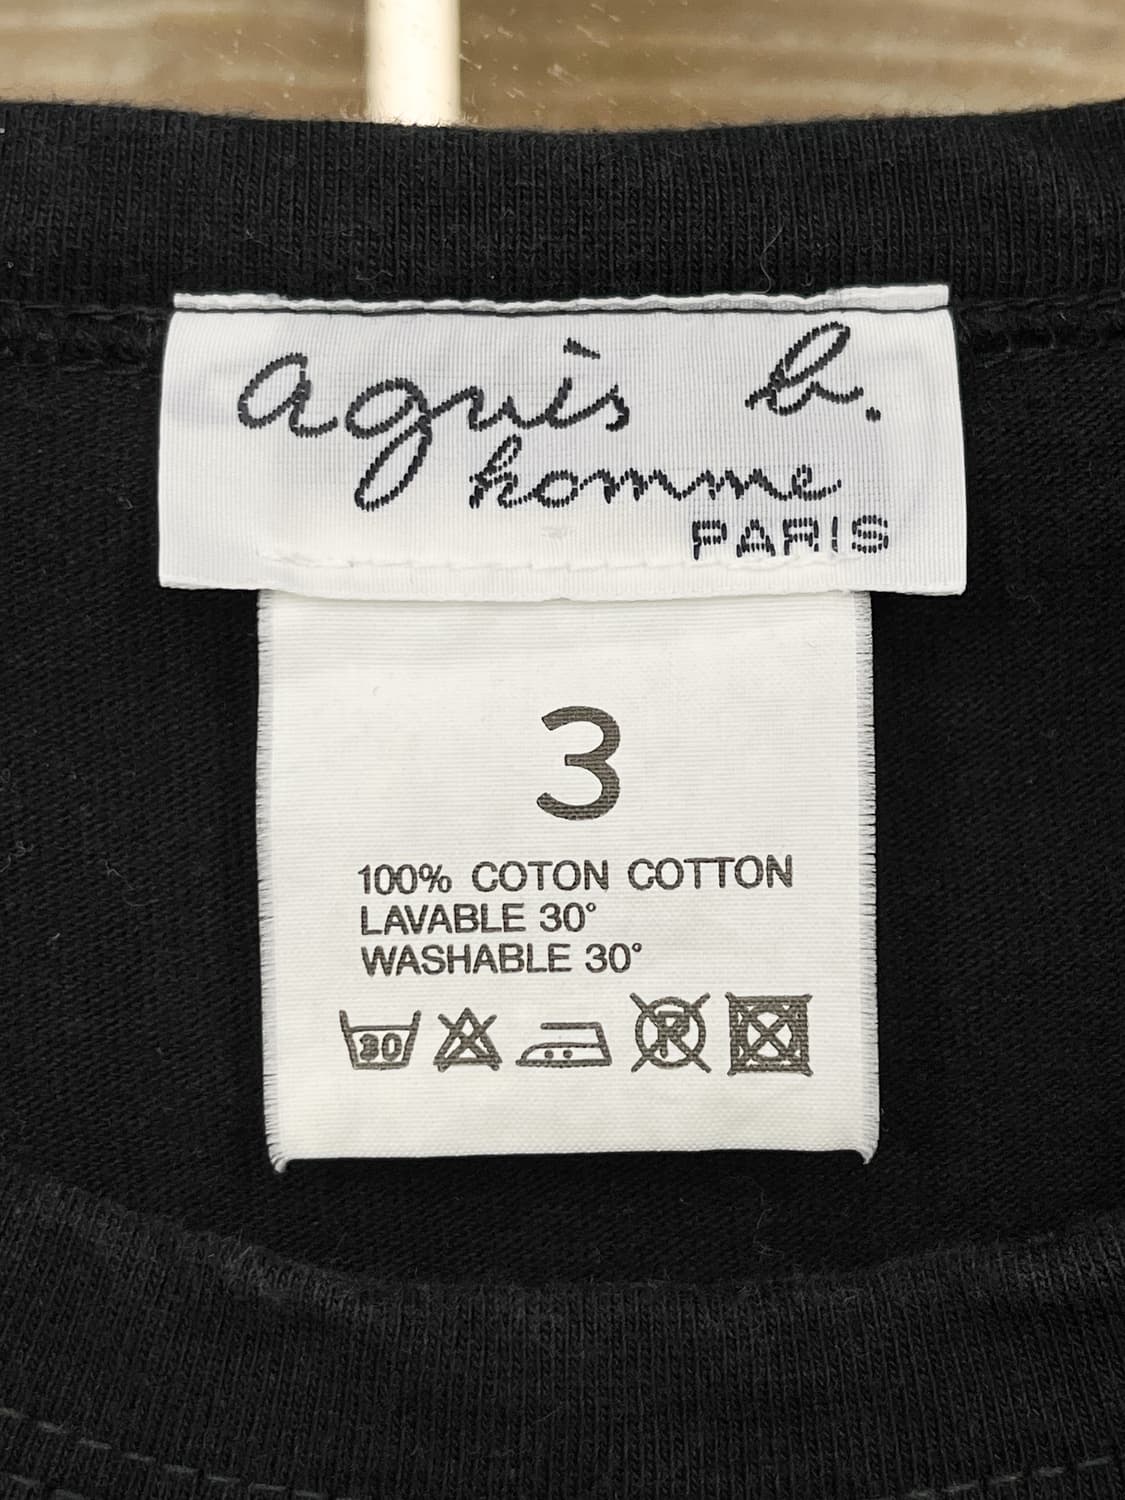 agnès b.
homme
PARIS
3
100% COTON COTTON
LAVABLE 30°
WASHABLE 30°
30 R